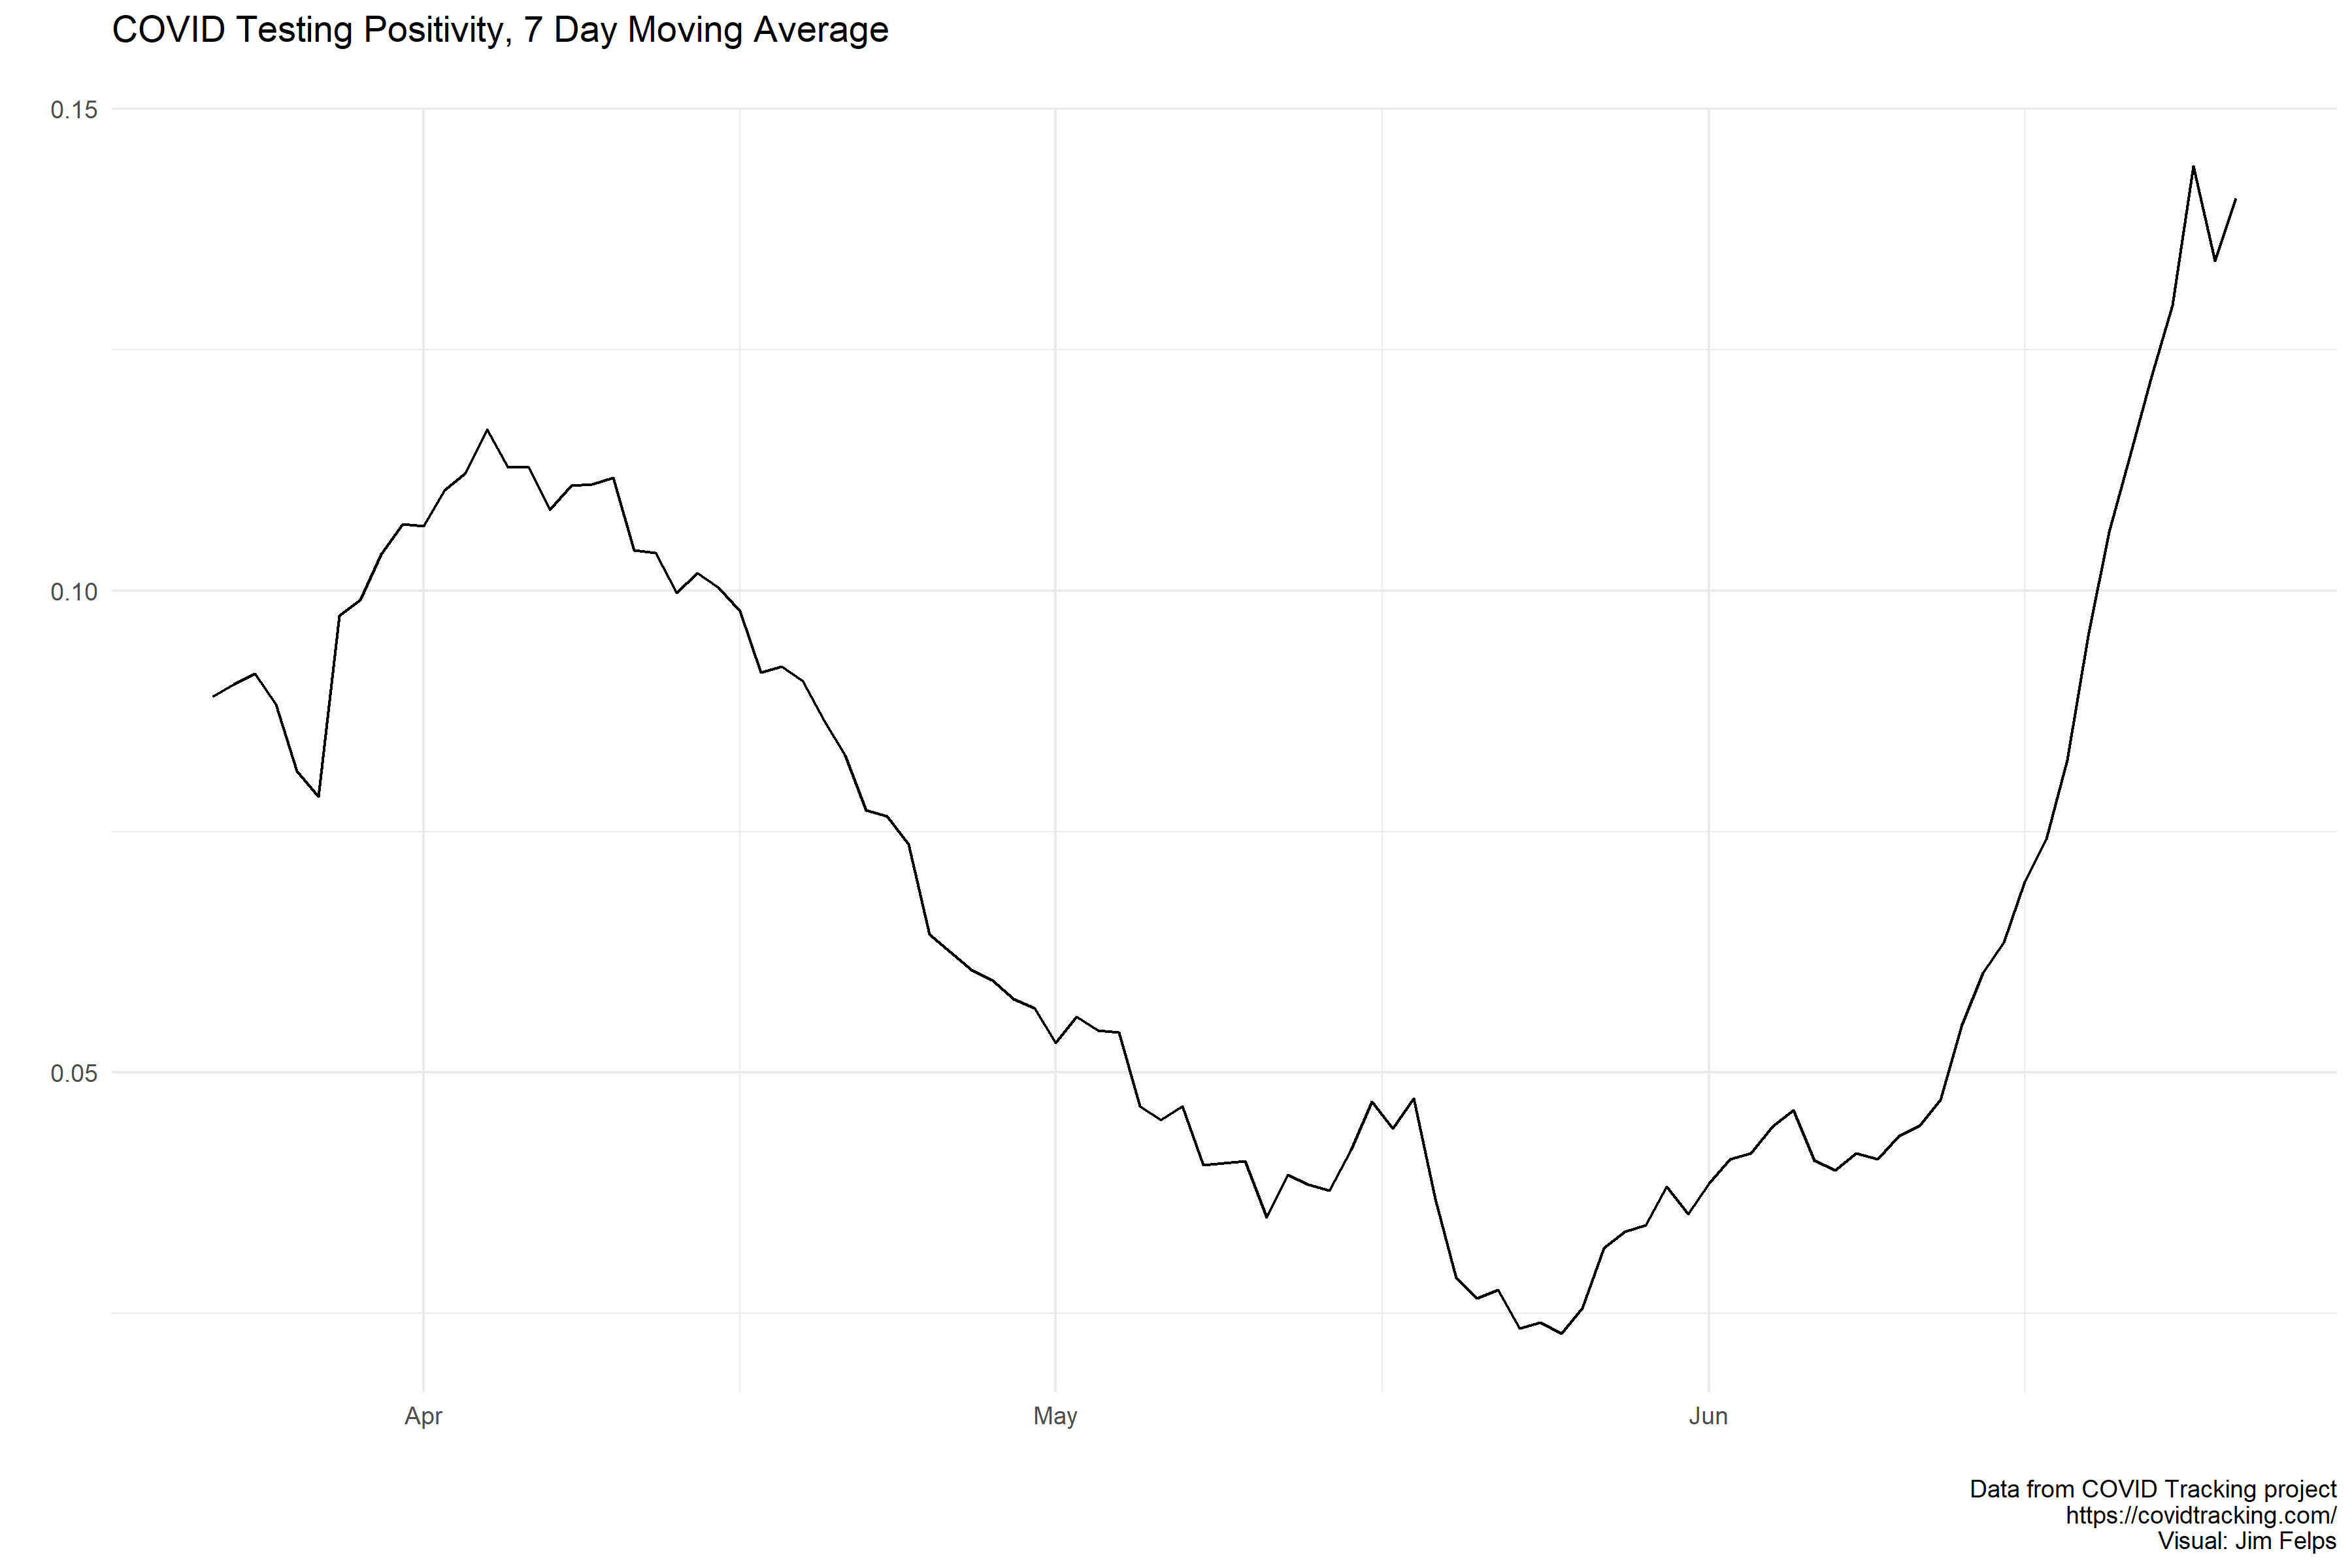 COVID Testing Positivity, 7 Day Moving Average
0.15
0.10
0.05
Apr May Jun
Data from COVID Tracking project
https://covidtracking.com/
Visual: Jim Felps